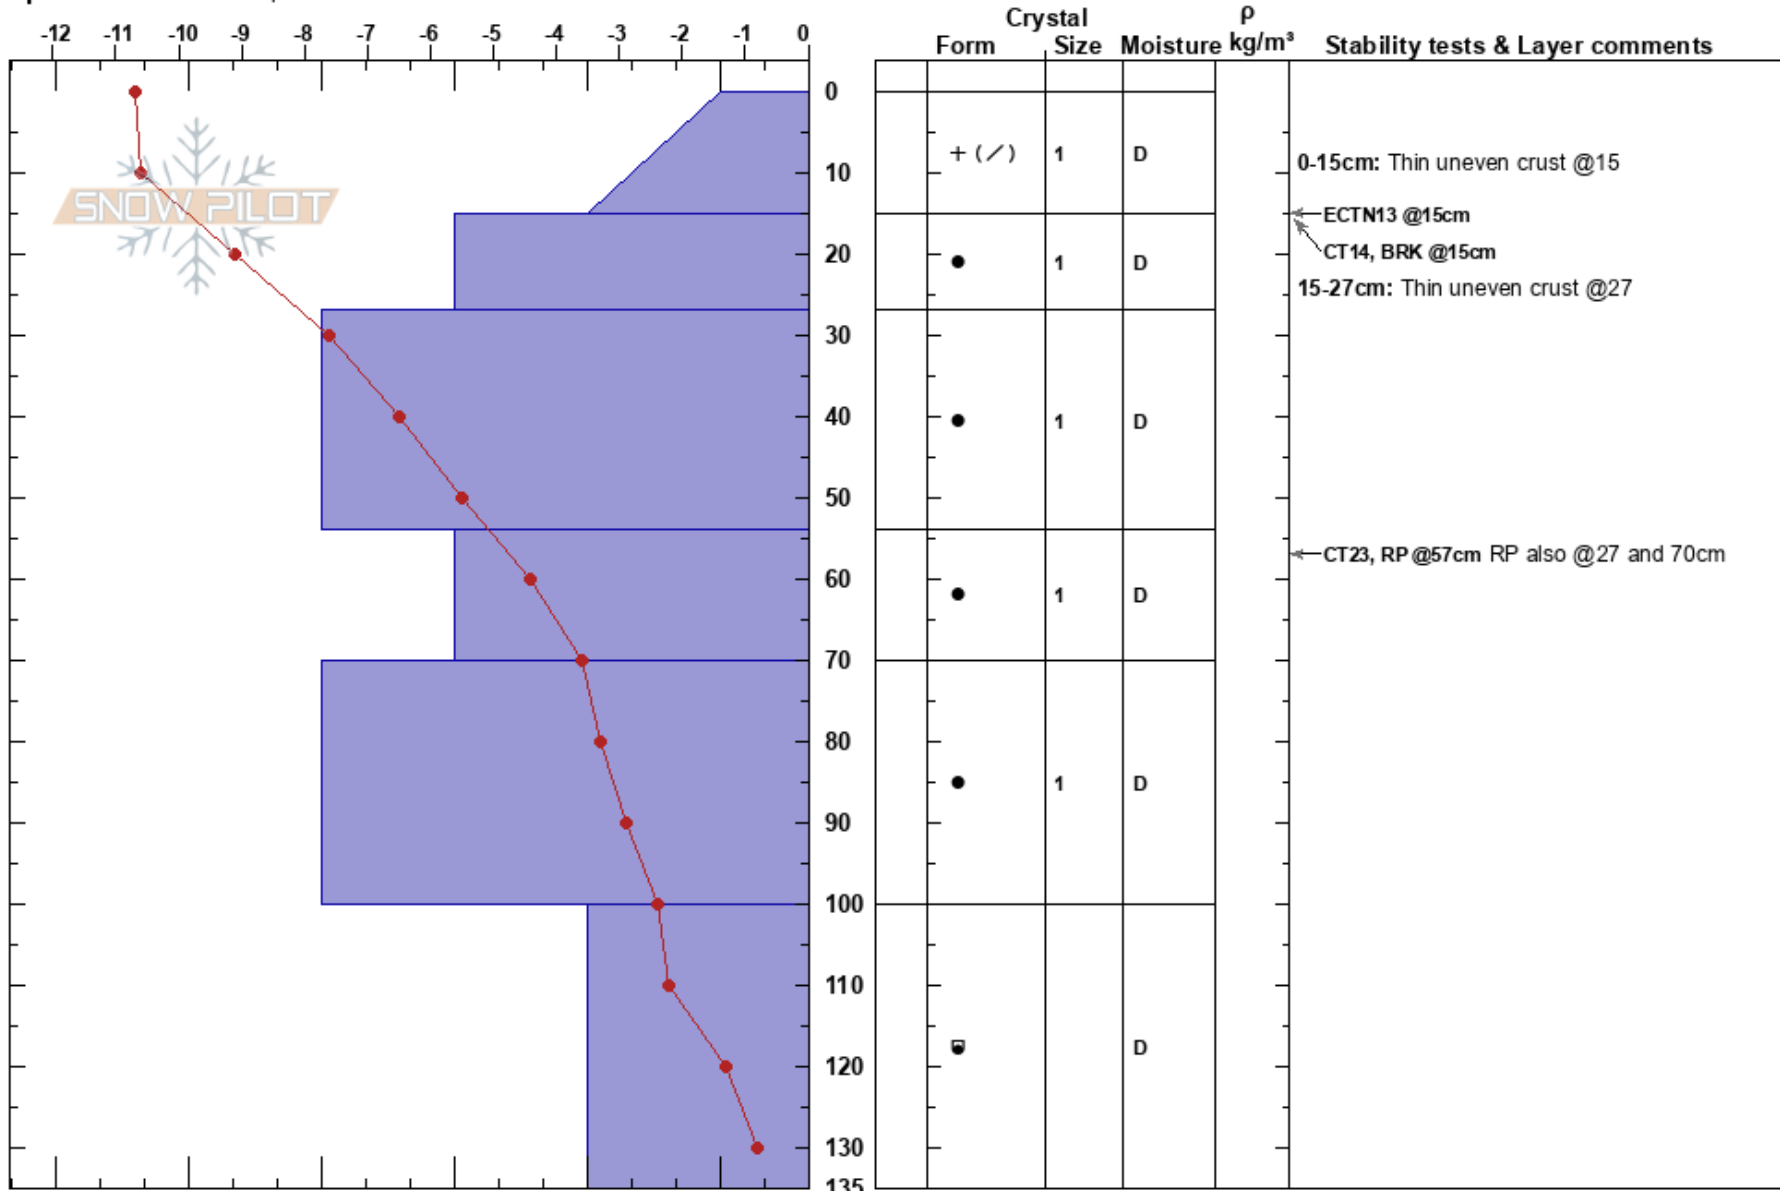 Crystal ρ
-12 -11 -10 -9 -8 -7 -6 -5 -4 -3 -2 -1 0 Form Size Moisture kg/m³ Stability tests & Layer comments
0
+ (/) 1 D
0-15cm: Thin uneven crust @15
10
SNOW PILOT
ECTN13 @15cm
20 CT14, BRK @15cm
● 1 D
15-27cm: Thin uneven crust @27
30
40
● 1 D
50
CT23, RP @57cm RP also @27 and 70cm
60
● 1 D
70
80
● 1 D
90
100
110
D
120
130
135